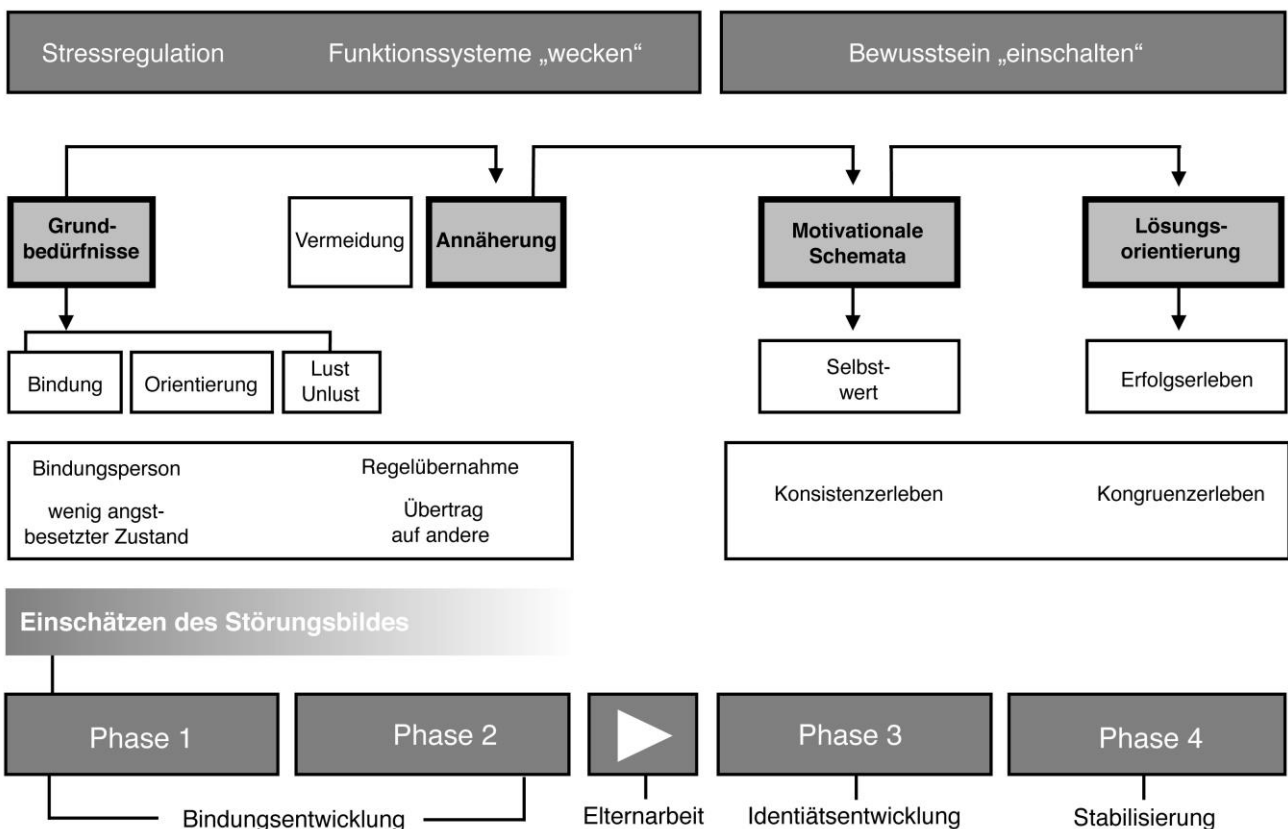 Stressregulation Funktionssysteme „wecken“ Bewusstsein „einschalten“
Grund-
bedürfnisse
Vermeidung
Annäherung
Motivationale
Schemata
Lösungs-
orientierung
Bindung
Orientierung
Lust
Unlust
Selbst-
wert
Erfolgserleben
Bindungsperson
wenig angst-
besetzter Zustand
Regelübernahme
Übertrag
auf andere
Konsistenzerleben
Kongruenzerleben
Einschätzen des Störungsbildes
Phase 1 Phase 2 Phase 3 Phase 4
Bindungsentwicklung Elternarbeit Identiätsentwicklung Stabilisierung